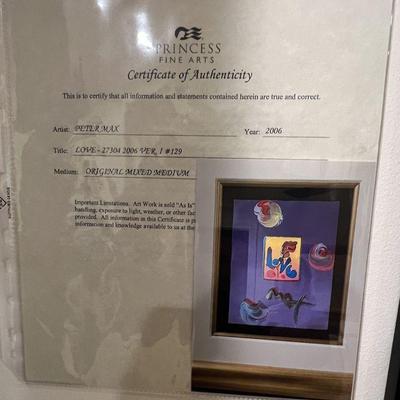 PRINCESS
FINE ARTS
Certificate of Authenticity
This is to certify that all information and statements contained herein are true and correct.
Artist: PETER MAX Year: 2006
Title: LOVE - 27304 2006 VER. I #129
Medium: ORIGINAL MIXED MEDIUM
Important Limitations. Art Work is sold "As Is"
handling, exposure to light, weather, or other fac
provided. All information in this Certificate is p
information and knowledge available to us at the
LOVE
MAX